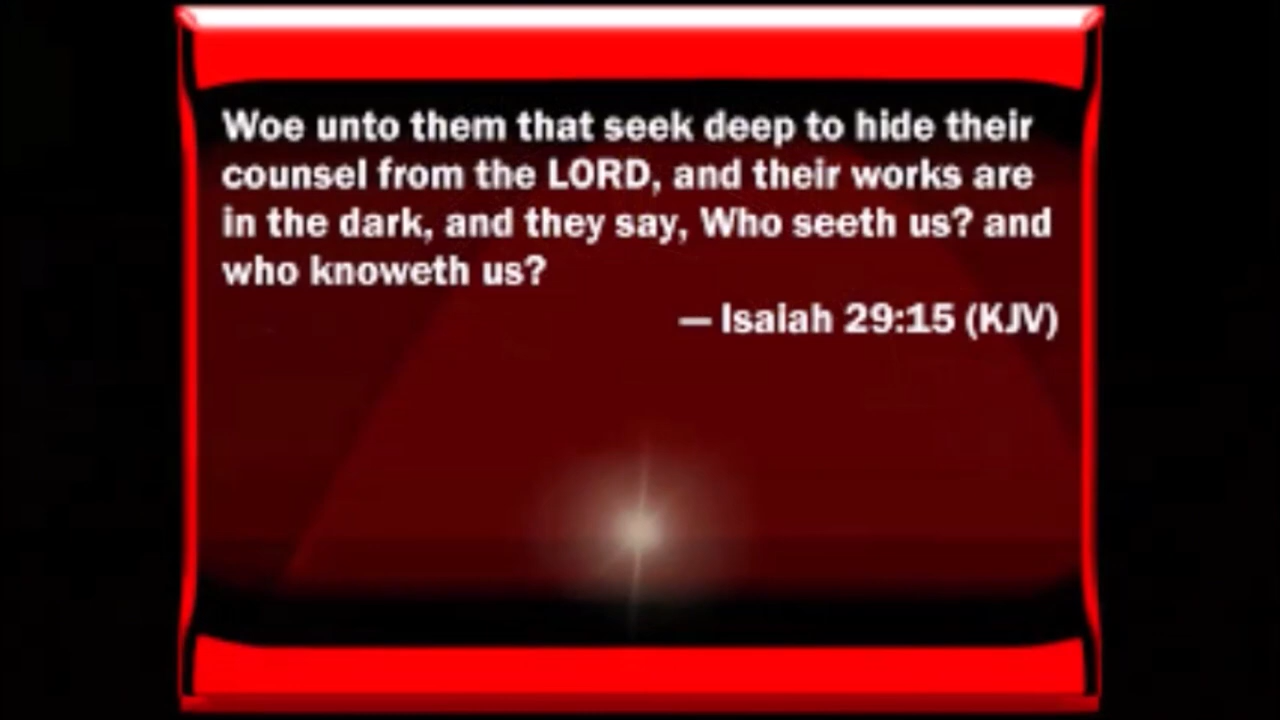 Woe unto them that seek deep to hide their
counsel from the LORD, and their works are
in the dark, and they say, Who seeth us? and
who knoweth us?
— Isaiah 29:15 (KJV)